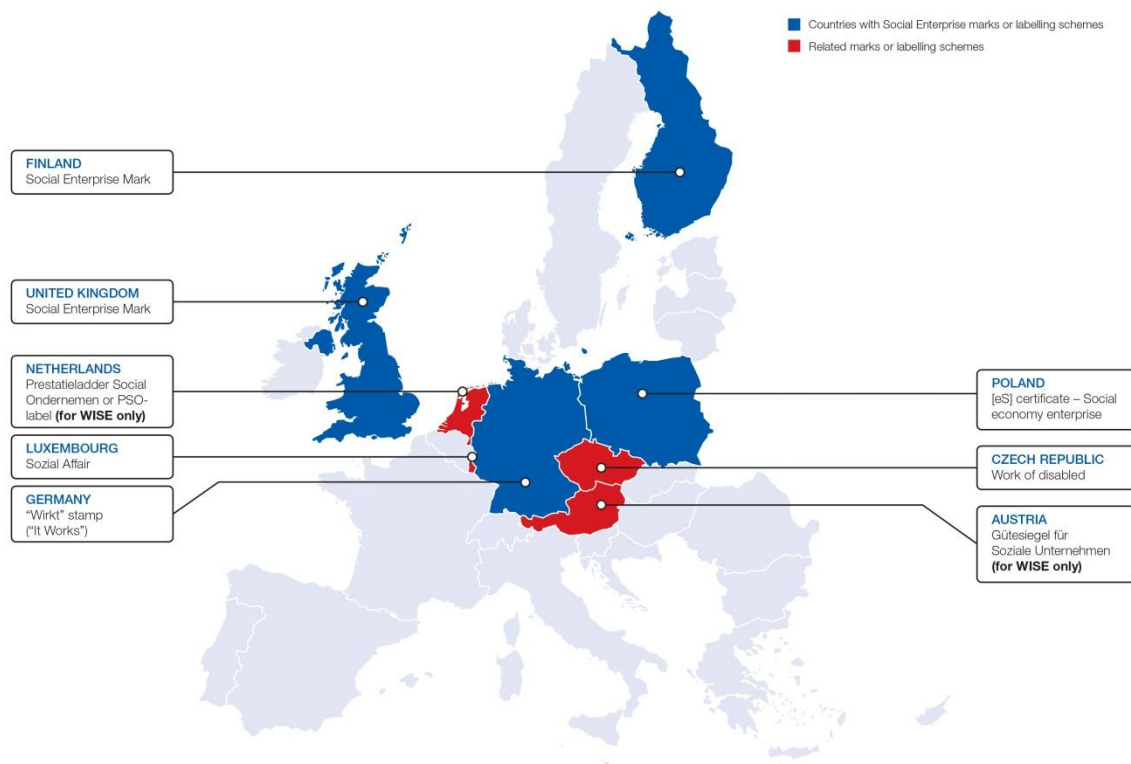 Countries with Social Enterprise marks or labelling schemes
Related marks or labelling schemes
FINLAND
Social Enterprise Mark
UNITED KINGDOM
Social Enterprise Mark
NETHERLANDS
Prestatieladder Social
Ondernemen or PSO-
label (for WISE only)
LUXEMBOURG
Sozial Affair
GERMANY
“Wirkt” stamp
(“It Works”)
POLAND
[eS] certificate – Social
economy enterprise
CZECH REPUBLIC
Work of disabled
AUSTRIA
Gütesiegel für
Soziale Unternehmen
(for WISE only)